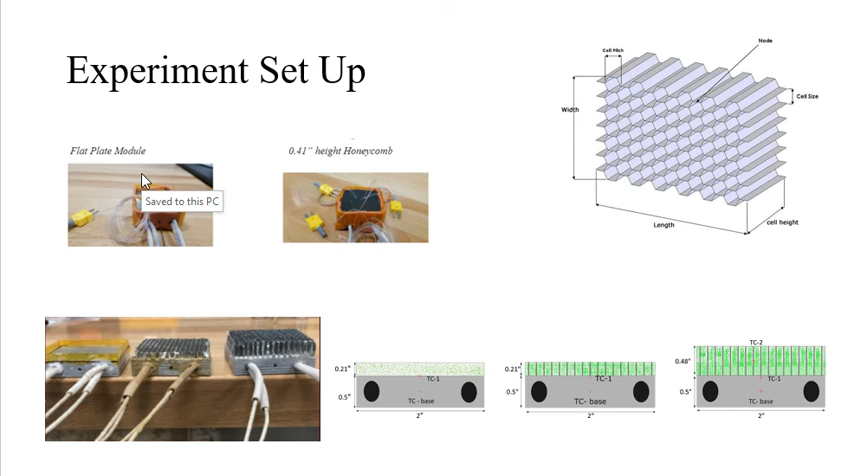 Experiment Set Up
Flat Plate Module
0.41" height Honeycomb
Saved to this PC
Node
Cell Pitch
Cell Size
Width
Length
cell height
0.21"
0.5"
TC-1
TC - base
2"
0.21"
0.5"
TC-1
TC- base
2"
TC-2
0.48"
0.5"
TC-1
TC- base
2"